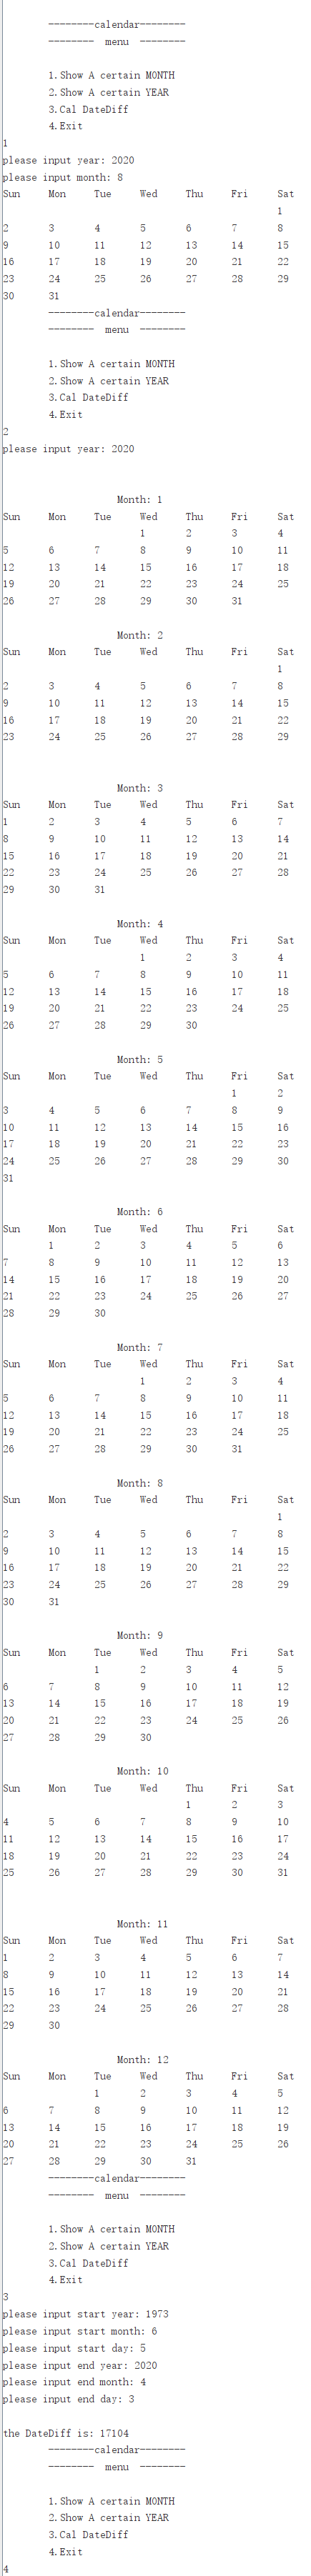 --------calendar--------
--------  menu  --------
1.Show A certain MONTH
2.Show A certain YEAR
3.Cal DateDiff
4.Exit
1
please input year: 2020
please input month: 8
Sun Mon Tue Wed Thu Fri Sat
1
2 3 4 5 6 7 8
9 10 11 12 13 14 15
16 17 18 19 20 21 22
23 24 25 26 27 28 29
30 31
--------calendar--------
--------  menu  --------
1.Show A certain MONTH
2.Show A certain YEAR
3.Cal DateDiff
4.Exit
2
please input year: 2020
Month: 1
Sun Mon Tue Wed Thu Fri Sat
1 2 3 4
5 6 7 8 9 10 11
12 13 14 15 16 17 18
19 20 21 22 23 24 25
26 27 28 29 30 31
Month: 2
Sun Mon Tue Wed Thu Fri Sat
1
2 3 4 5 6 7 8
9 10 11 12 13 14 15
16 17 18 19 20 21 22
23 24 25 26 27 28 29
Month: 3
Sun Mon Tue Wed Thu Fri Sat
1 2 3 4 5 6 7
8 9 10 11 12 13 14
15 16 17 18 19 20 21
22 23 24 25 26 27 28
29 30 31
Month: 4
Sun Mon Tue Wed Thu Fri Sat
1 2 3 4
5 6 7 8 9 10 11
12 13 14 15 16 17 18
19 20 21 22 23 24 25
26 27 28 29 30
Month: 5
Sun Mon Tue Wed Thu Fri Sat
1 2
3 4 5 6 7 8 9
10 11 12 13 14 15 16
17 18 19 20 21 22 23
24 25 26 27 28 29 30
31
Month: 6
Sun Mon Tue Wed Thu Fri Sat
1 2 3 4 5 6
7 8 9 10 11 12 13
14 15 16 17 18 19 20
21 22 23 24 25 26 27
28 29 30
Month: 7
Sun Mon Tue Wed Thu Fri Sat
1 2 3 4
5 6 7 8 9 10 11
12 13 14 15 16 17 18
19 20 21 22 23 24 25
26 27 28 29 30 31
Month: 8
Sun Mon Tue Wed Thu Fri Sat
1
2 3 4 5 6 7 8
9 10 11 12 13 14 15
16 17 18 19 20 21 22
23 24 25 26 27 28 29
30 31
Month: 9
Sun Mon Tue Wed Thu Fri Sat
1 2 3 4 5
6 7 8 9 10 11 12
13 14 15 16 17 18 19
20 21 22 23 24 25 26
27 28 29 30
Month: 10
Sun Mon Tue Wed Thu Fri Sat
1 2 3
4 5 6 7 8 9 10
11 12 13 14 15 16 17
18 19 20 21 22 23 24
25 26 27 28 29 30 31
Month: 11
Sun Mon Tue Wed Thu Fri Sat
1 2 3 4 5 6 7
8 9 10 11 12 13 14
15 16 17 18 19 20 21
22 23 24 25 26 27 28
29 30
Month: 12
Sun Mon Tue Wed Thu Fri Sat
1 2 3 4 5
6 7 8 9 10 11 12
13 14 15 16 17 18 19
20 21 22 23 24 25 26
27 28 29 30 31
--------calendar--------
--------  menu  --------
1.Show A certain MONTH
2.Show A certain YEAR
3.Cal DateDiff
4.Exit
3
please input start year: 1973
please input start month: 6
please input start day: 5
please input end year: 2020
please input end month: 4
please input end day: 3
the DateDiff is: 17104
--------calendar--------
--------  menu  --------
1.Show A certain MONTH
2.Show A certain YEAR
3.Cal DateDiff
4.Exit
4